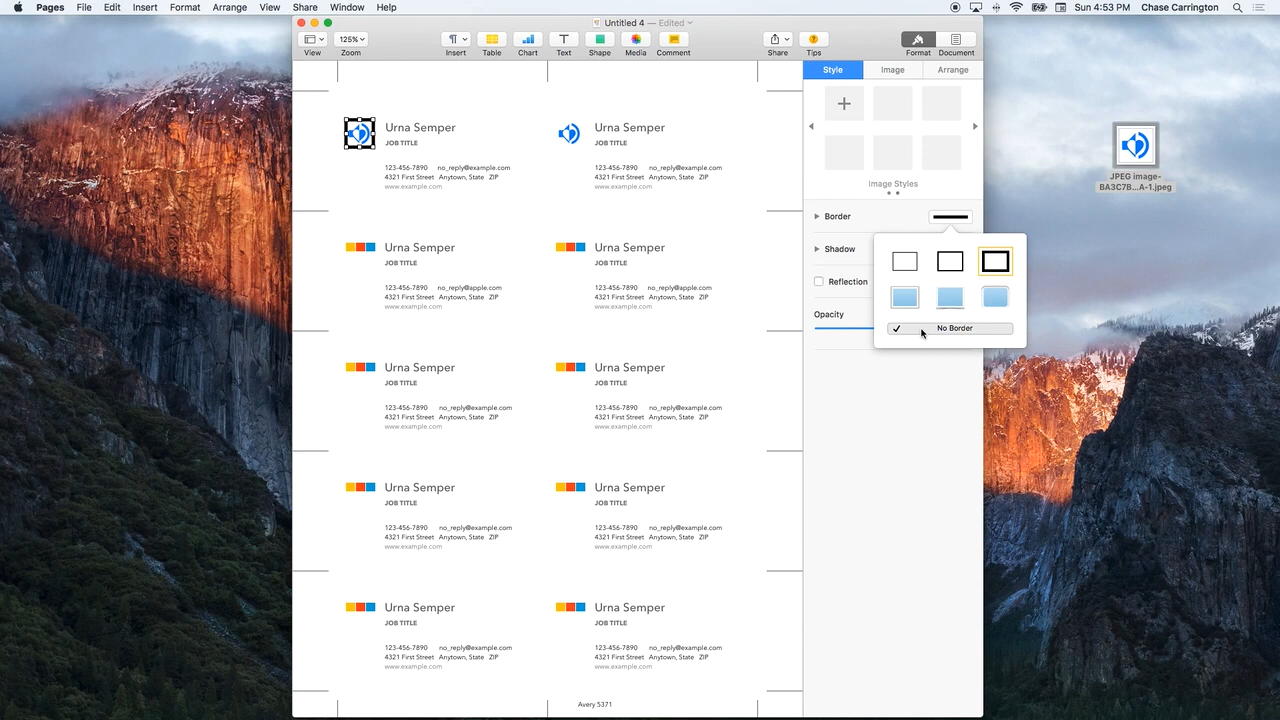 Pages File Edit Insert Format Arrange View Share Window Help Sun 4:53 PM Chase Carrington
Untitled 4 — Edited
125%
View Zoom Insert Table Chart Text Shape Media Comment Share Tips Format Document
Style Image Arrange
Image Styles
Border
Shadow
Reflection
Opacity
No Border
JPEG image-
BA3C7B...A-1.jpeg
Urna Semper
JOB TITLE
123-456-7890 no_reply@example.com
4321 First Street Anytown, State ZIP
www.example.com
Urna Semper
JOB TITLE
123-456-7890 no_reply@example.com
4321 First Street Anytown, State ZIP
www.example.com
Urna Semper
JOB TITLE
123-456-7890 no_reply@apple.com
4321 First Street Anytown, State ZIP
www.example.com
Urna Semper
JOB TITLE
123-456-7890 no_reply@apple.com
4321 First Street Anytown, State ZIP
www.example.com
Urna Semper
JOB TITLE
123-456-7890 no_reply@example.com
4321 First Street Anytown, State ZIP
www.example.com
Urna Semper
JOB TITLE
123-456-7890 no_reply@example.com
4321 First Street Anytown, State ZIP
www.example.com
Urna Semper
JOB TITLE
123-456-7890 no_reply@example.com
4321 First Street Anytown, State ZIP
www.example.com
Urna Semper
JOB TITLE
123-456-7890 no_reply@example.com
4321 First Street Anytown, State ZIP
www.example.com
Urna Semper
JOB TITLE
123-456-7890 no_reply@example.com
4321 First Street Anytown, State ZIP
www.example.com
Urna Semper
JOB TITLE
123-456-7890 no_reply@example.com
4321 First Street Anytown, State ZIP
www.example.com
Avery 5371